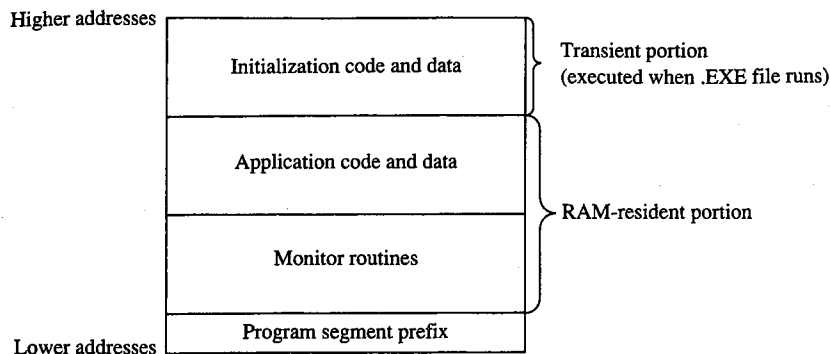 Higher addresses
Initialization code and data
Transient portion
(executed when .EXE file runs)
Application code and data
RAM-resident portion
Monitor routines
Program segment prefix
Lower addresses